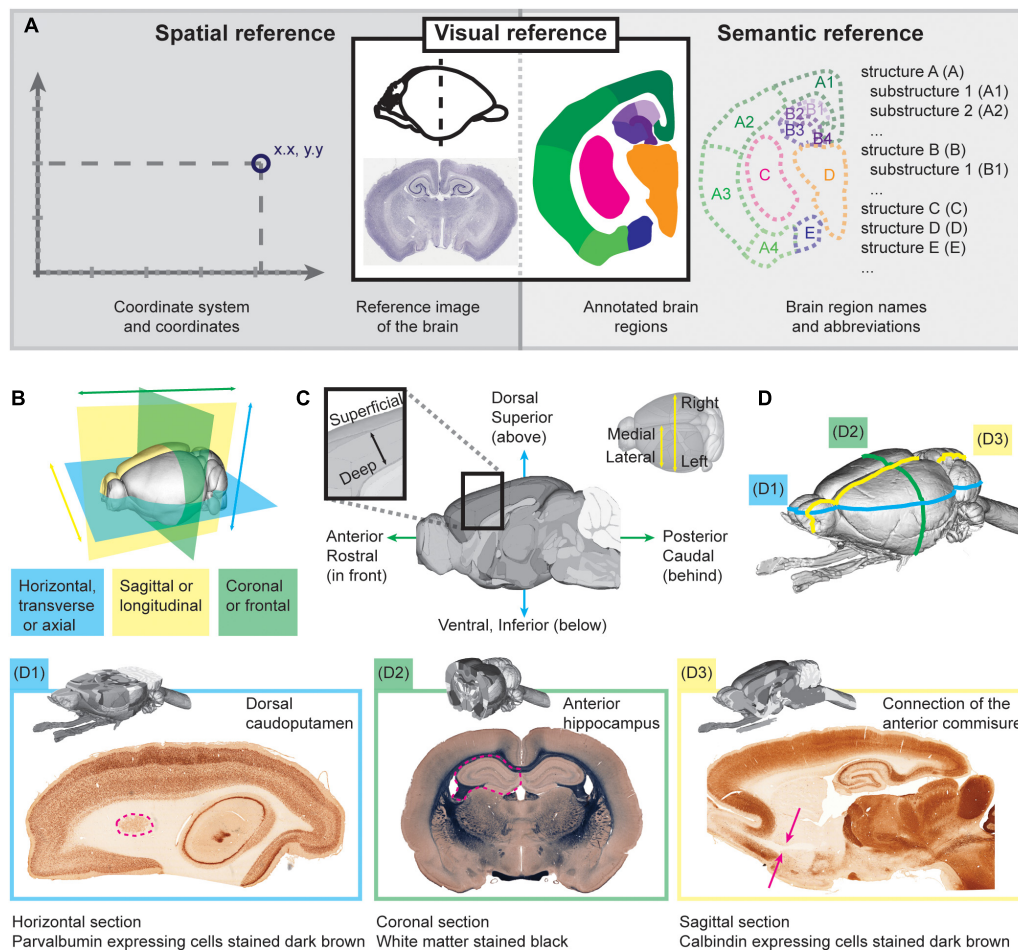 A
Spatial reference
Visual reference
Semantic reference
x.x, y.y
A1
A2
A3
A4
B1
B2
B3
B4
C
D
E
structure A (A)
substructure 1 (A1)
substructure 2 (A2)
...
structure B (B)
substructure 1 (B1)
...
structure C (C)
structure D (D)
structure E (E)
...
Coordinate system
and coordinates
Reference image
of the brain
Annotated brain
regions
Brain region names
and abbreviations
B
Horizontal,
transverse
or axial
Sagittal or
longitudinal
Coronal
or frontal
C
Superficial
Deep
Dorsal
Superior
(above)
Right
Medial
Lateral
Left
Anterior
Rostral
(in front)
Posterior
Caudal
(behind)
Ventral, Inferior (below)
D
(D2)
(D3)
(D1)
(D1)
Dorsal
caudoputamen
Horizontal section
Parvalbumin expressing cells stained dark brown
(D2)
Anterior
hippocampus
Coronal section
White matter stained black
(D3)
Connection of the
anterior commisure
Sagittal section
Calbindin expressing cells stained dark brown